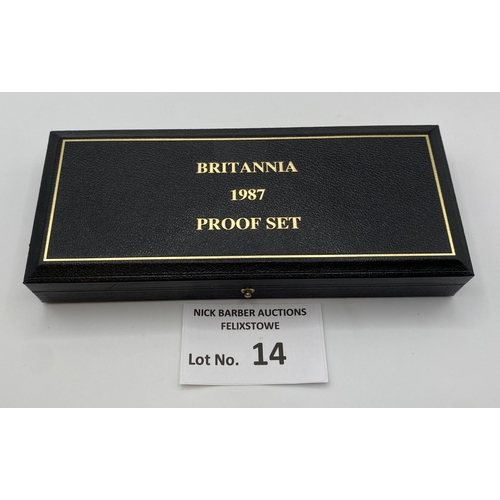 BRITANNIA
1987
PROOF SET
NICK BARBER AUCTIONS
FELIXSTOWE
Lot No. 14